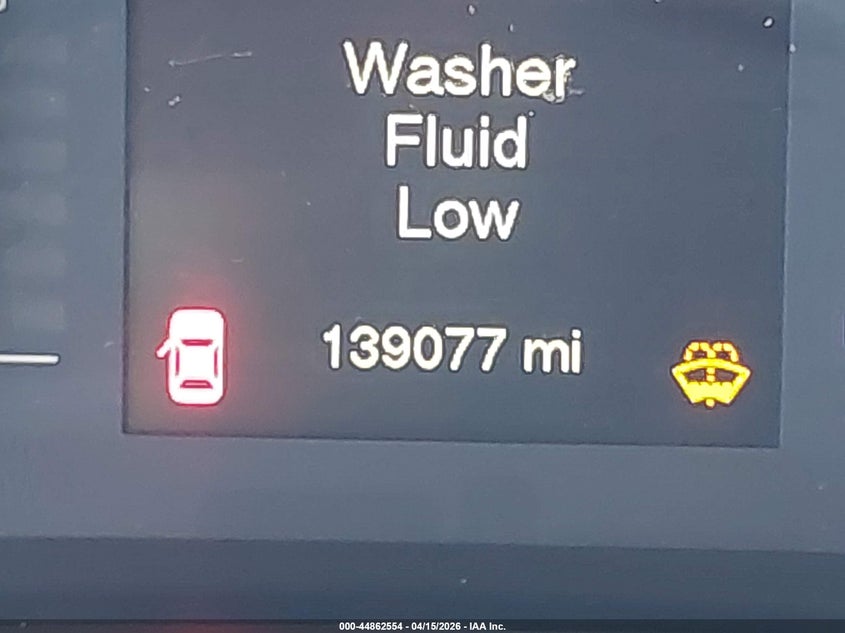 Washer
Fluid
Low
139077 mi
000-44862554 - 04/15/2026 - IAA Inc.